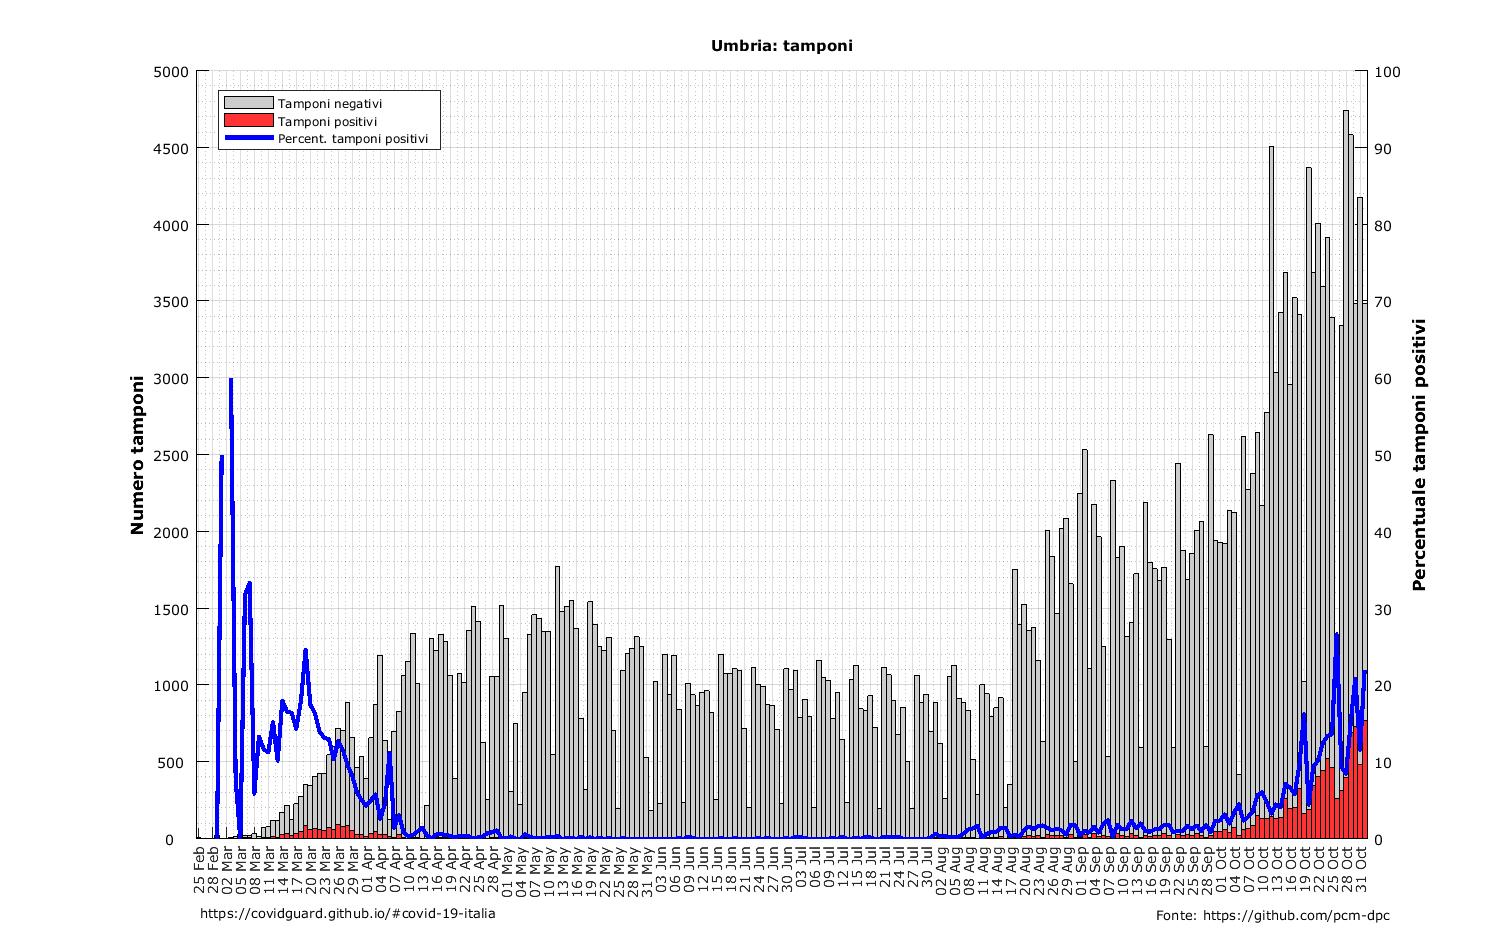 Umbria: tamponi
Tamponi negativi
Tamponi positivi
Percent. tamponi positivi
Numero tamponi
5000
4500
4000
3500
3000
2500
2000
1500
1000
500
0
100
90
80
70
60
50
40
30
20
10
0
Percentuale tamponi positivi
25 Feb
28 Feb
02 Mar
05 Mar
08 Mar
11 Mar
14 Mar
17 Mar
20 Mar
23 Mar
26 Mar
29 Mar
01 Apr
04 Apr
07 Apr
10 Apr
13 Apr
16 Apr
19 Apr
22 Apr
25 Apr
28 Apr
01 May
04 May
07 May
10 May
13 May
16 May
19 May
22 May
25 May
28 May
31 May
03 Jun
06 Jun
09 Jun
12 Jun
15 Jun
18 Jun
21 Jun
24 Jun
27 Jun
30 Jun
03 Jul
06 Jul
09 Jul
12 Jul
15 Jul
18 Jul
21 Jul
24 Jul
27 Jul
30 Jul
02 Aug
05 Aug
08 Aug
11 Aug
14 Aug
17 Aug
20 Aug
23 Aug
26 Aug
29 Aug
01 Sep
04 Sep
07 Sep
10 Sep
13 Sep
16 Sep
19 Sep
22 Sep
25 Sep
28 Sep
01 Oct
04 Oct
07 Oct
10 Oct
13 Oct
16 Oct
19 Oct
22 Oct
25 Oct
28 Oct
31 Oct
https://covidguard.github.io/#covid-19-italia
Fonte: https://github.com/pcm-dpc